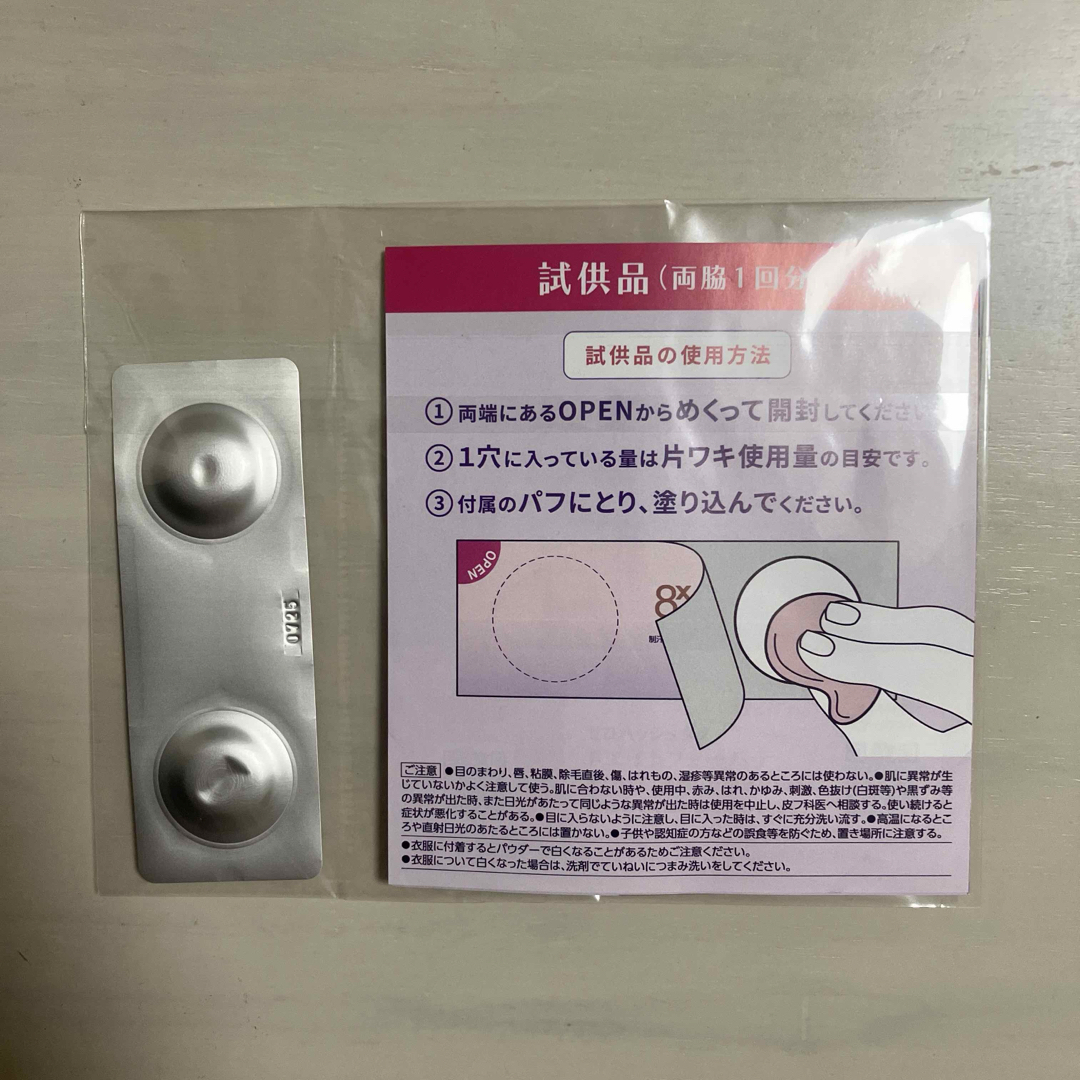 試供品(両脇1回分
試供品の使用方法
① 両端にあるOPENからめくって開封してください
② 1穴に入っている量は片ワキ使用量の目安です。
③ 付属のパフにとり、塗り込んでください。
OPEN
8x
制汗
0725
ご注意 ●目のまわり、唇、粘膜、除毛直後、傷、はれもの、湿疹等異常のあるところには使わない。●肌に異常が生
じていないかよく注意して使う。肌に合わない時や、使用中、赤み、はれ、かゆみ、刺激、色抜け(白斑等)や黒ずみ等
の異常が出た時、また日光があたって同じような異常が出た時は使用を中止し、皮フ科医へ相談する。使い続けると
症状が悪化することがある。●目に入らないように注意し、目に入った時は、すぐに充分洗い流す。●高温になるとこ
ろや直射日光のあたるところには置かない。●子供や認知症の方などの誤食等を防ぐため、置き場所に注意する。
●衣服に付着するとパウダーで白くなることがあるためご注意ください。
●衣服について白くなった場合は、洗剤でていねいにつまみ洗いをしてください。